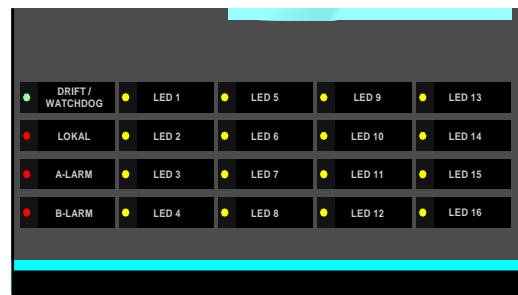 DRIFT /
WATCHDOG
LED 1
LED 5
LED 9
LED 13
LOKAL
LED 2
LED 6
LED 10
LED 14
A-LARM
LED 3
LED 7
LED 11
LED 15
B-LARM
LED 4
LED 8
LED 12
LED 16